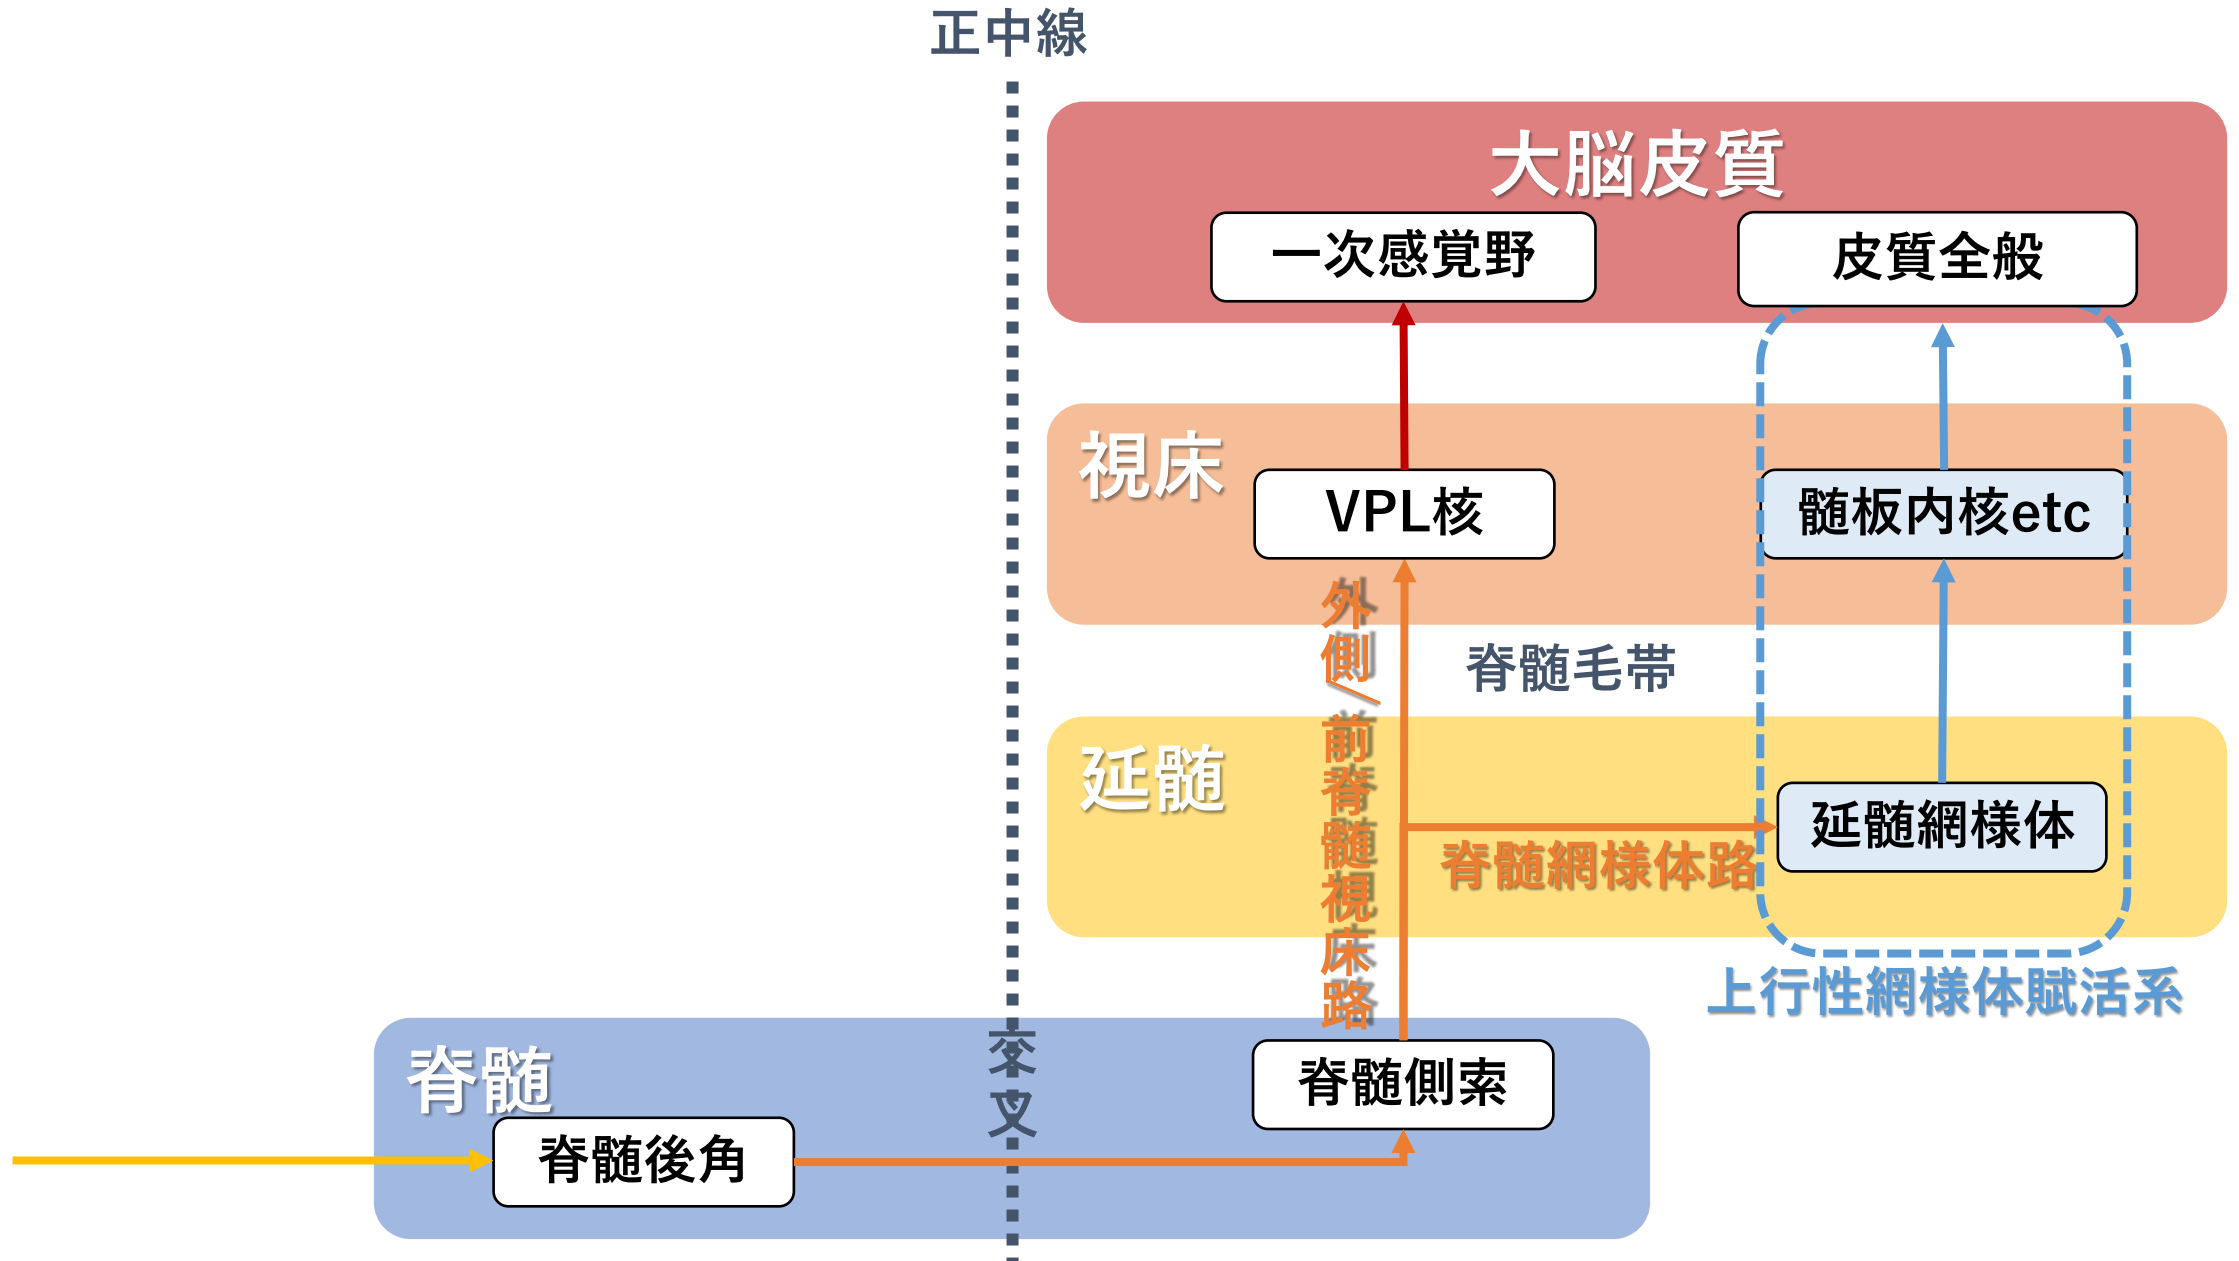 正中線
大脳皮質
一次感覚野
皮質全般
視床
VPL核
髄板内核etc
外側/前脊髄視床路
脊髄毛帯
延髄
延髄網様体
脊髄網様体路
上行性網様体賦活系
交叉
脊髄
脊髄側索
脊髄後角